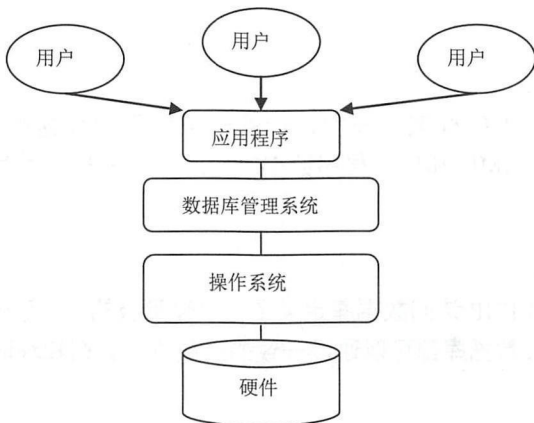 用户
用户
用户
应用程序
数据库管理系统
操作系统
硬件